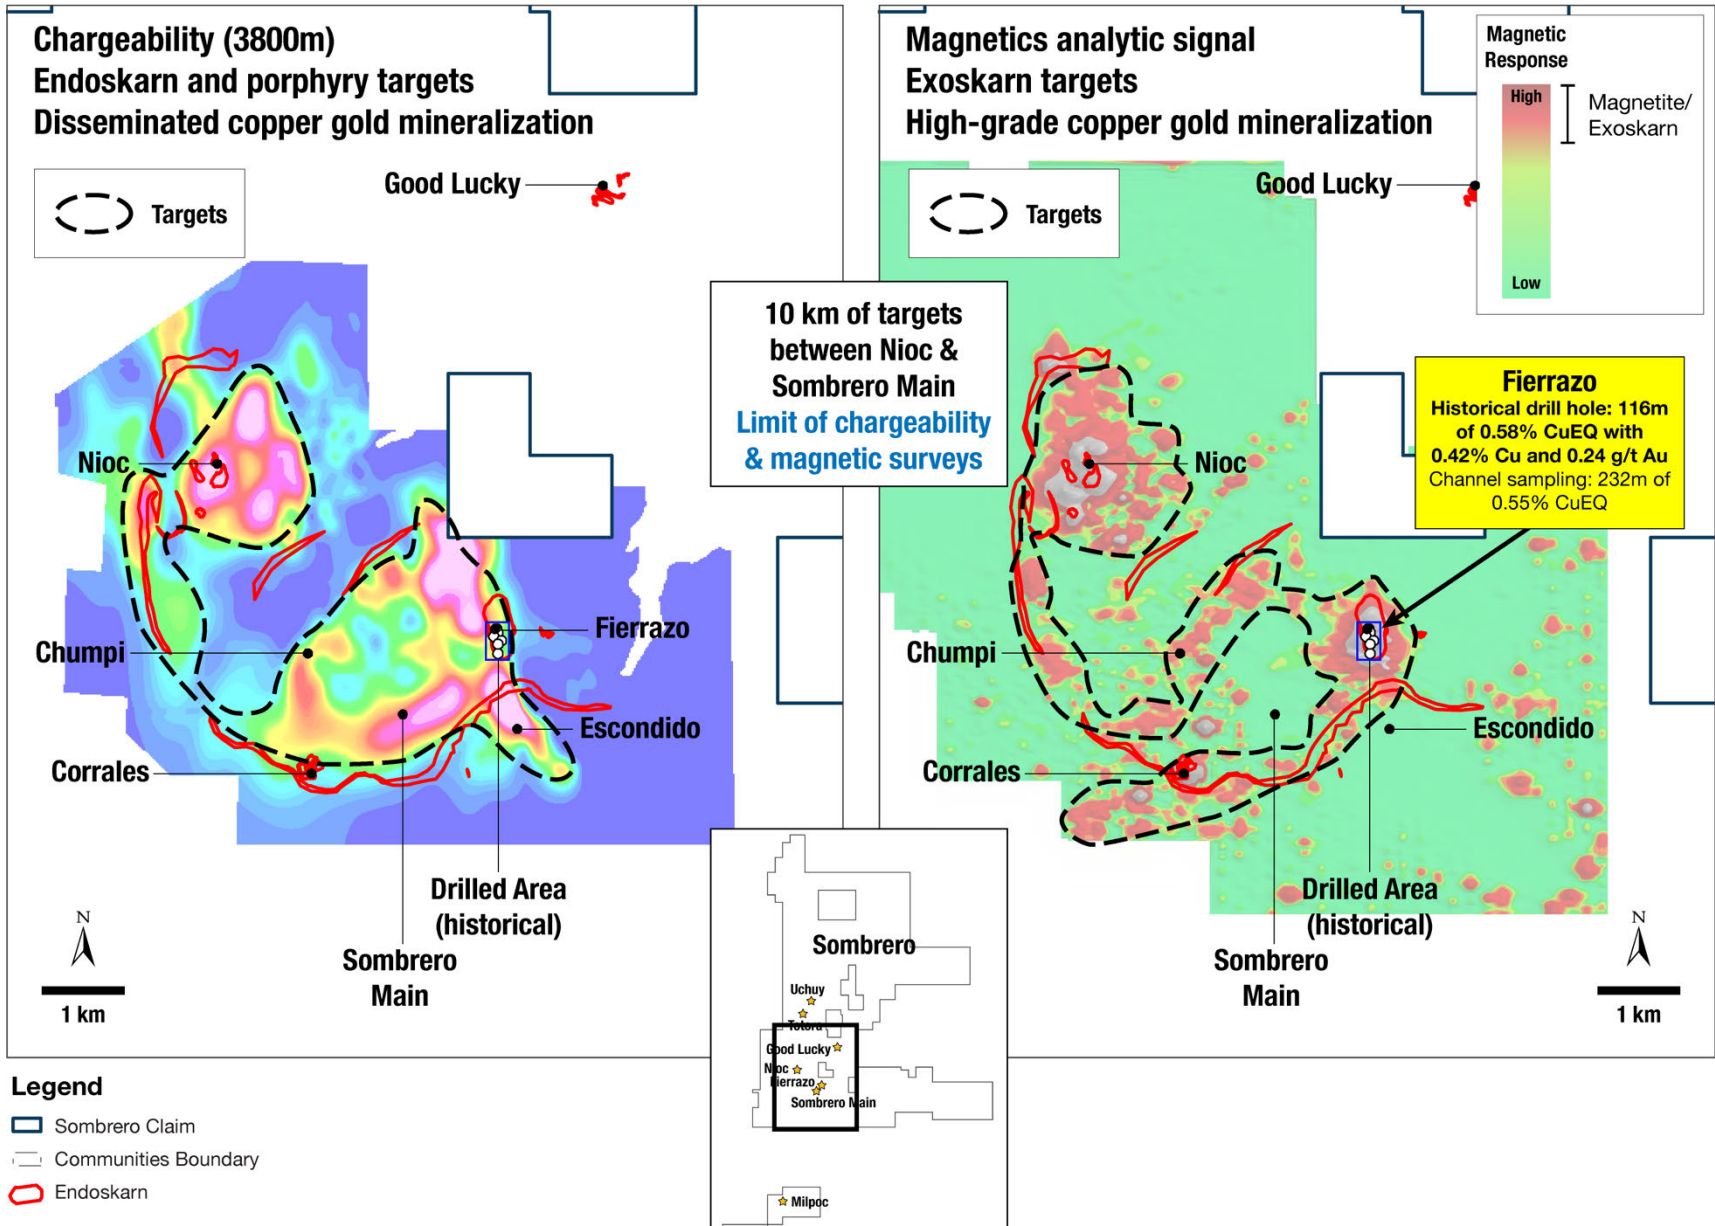 Chargeability (3800m)
Endoskarn and porphyry targets
Disseminated copper gold mineralization
Targets
Good Lucky
Nioc
Chumpi
Fierrazo
Escondido
Corrales
Drilled Area
(historical)
Sombrero
Main
N
1 km
10 km of targets
between Nioc &
Sombrero Main
Limit of chargeability
& magnetic surveys
Magnetics analytic signal
Exoskarn targets
High-grade copper gold mineralization
Targets
Good Lucky
Magnetic
Response
High
Magnetite/
Exoskarn
Low
Fierrazo
Historical drill hole: 116m
of 0.58% CuEQ with
0.42% Cu and 0.24 g/t Au
Channel sampling: 232m of
0.55% CuEQ
Nioc
Chumpi
Escondido
Corrales
Drilled Area
(historical)
Sombrero
Main
N
1 km
Sombrero
Uchuy
Totora
Good Lucky
Nioc
Fierrazo
Sombrero Main
Milpoc
Legend
Sombrero Claim
Communities Boundary
Endoskarn